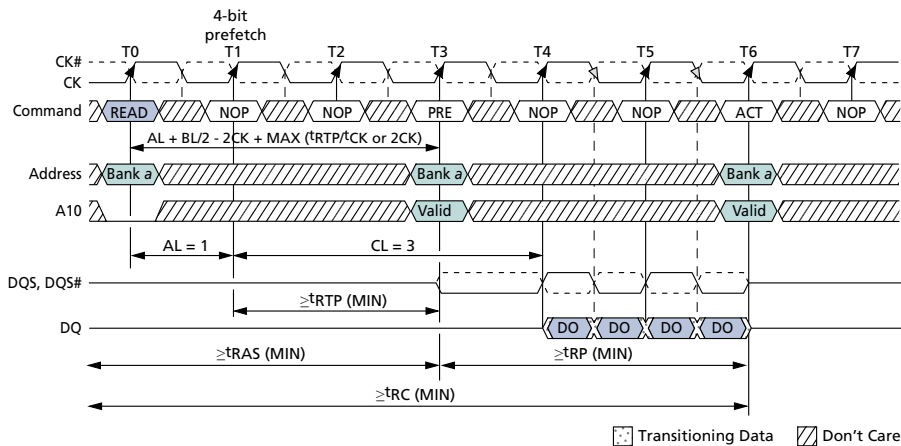 4-bit
prefetch
T0 T1 T2 T3 T4 T5 T6 T7
CK#
CK
Command READ NOP NOP PRE NOP NOP ACT NOP
AL + BL/2 - 2CK + MAX (tRTP/tCK or 2CK)
Address Bank a Bank a Bank a
A10 Valid Valid
AL = 1 CL = 3
DQS, DQS#
≥tRTP (MIN)
DQ DO DO DO DO
≥tRAS (MIN) ≥tRP (MIN)
≥tRC (MIN)
Transitioning Data Don't Care